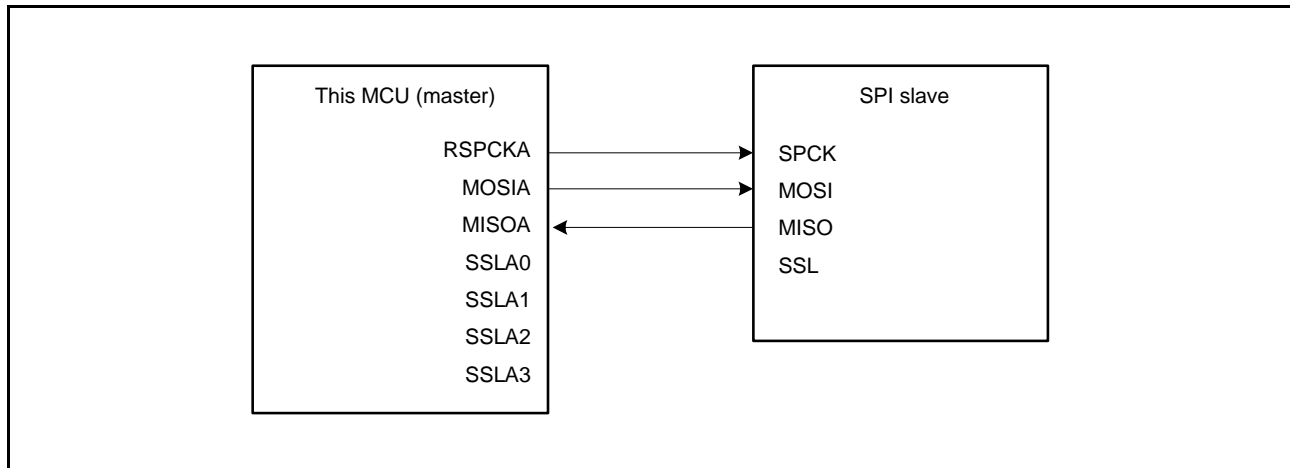 This MCU (master)
RSPCKA
MOSIA
MISOA
SSLA0
SSLA1
SSLA2
SSLA3
SPI slave
SPCK
MOSI
MISO
SSL